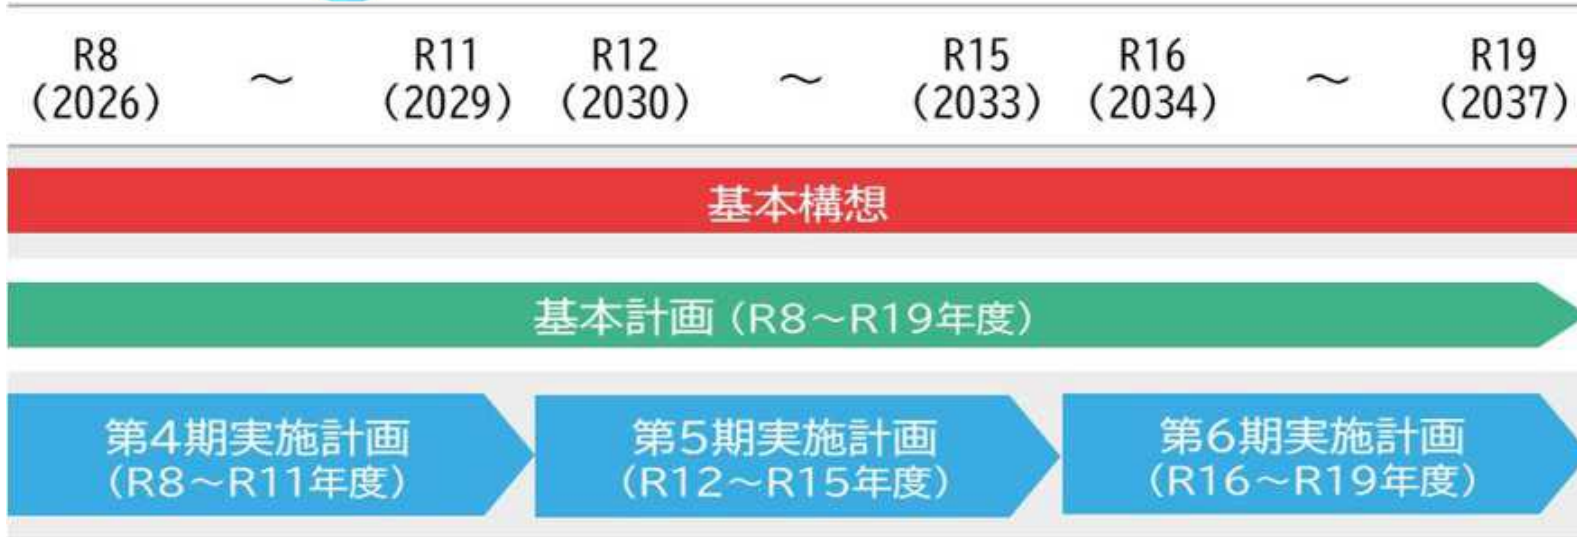 R8 ～ R11 R12 ～ R15 R16 ～ R19
(2026) (2029) (2030) (2033) (2034) (2037)
基本構想
基本計画（R8～R19年度）
第4期実施計画 第5期実施計画 第6期実施計画
（R8～R11年度） （R12～R15年度） （R16～R19年度）